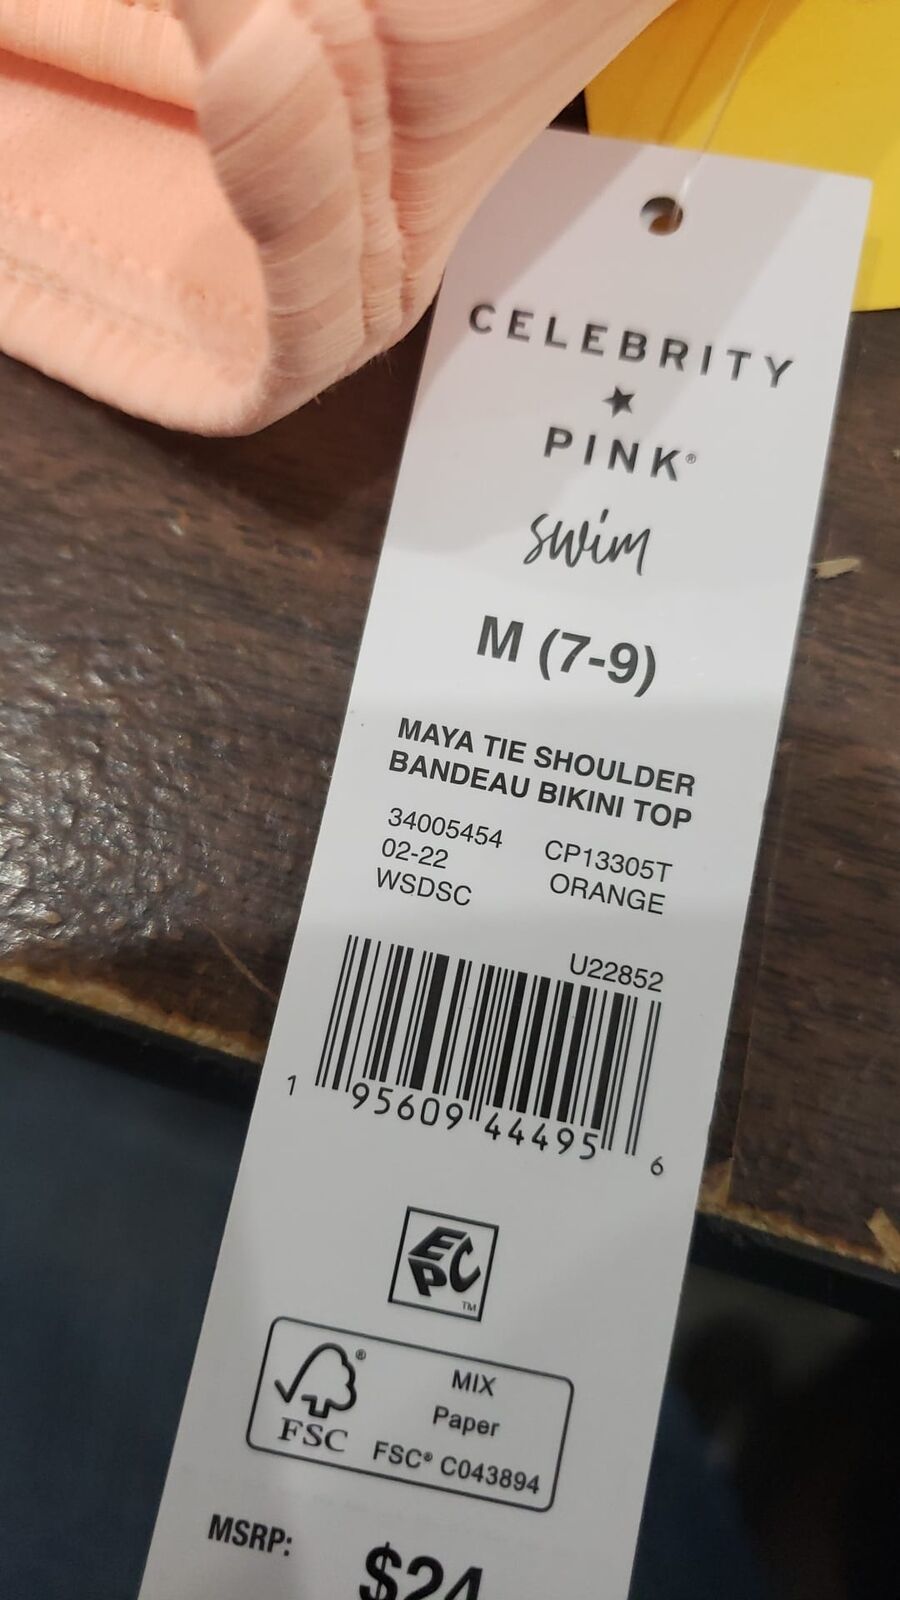 CELEBRITY
PINK®
swim
M (7-9)
MAYA TIE SHOULDER
BANDEAU BIKINI TOP
34005454 CP13305T
02-22 ORANGE
WSDSC
U22852
1 95609 44495 6
EPC TM
FSC®
MIX
Paper
FSC® C043894
MSRP: $24